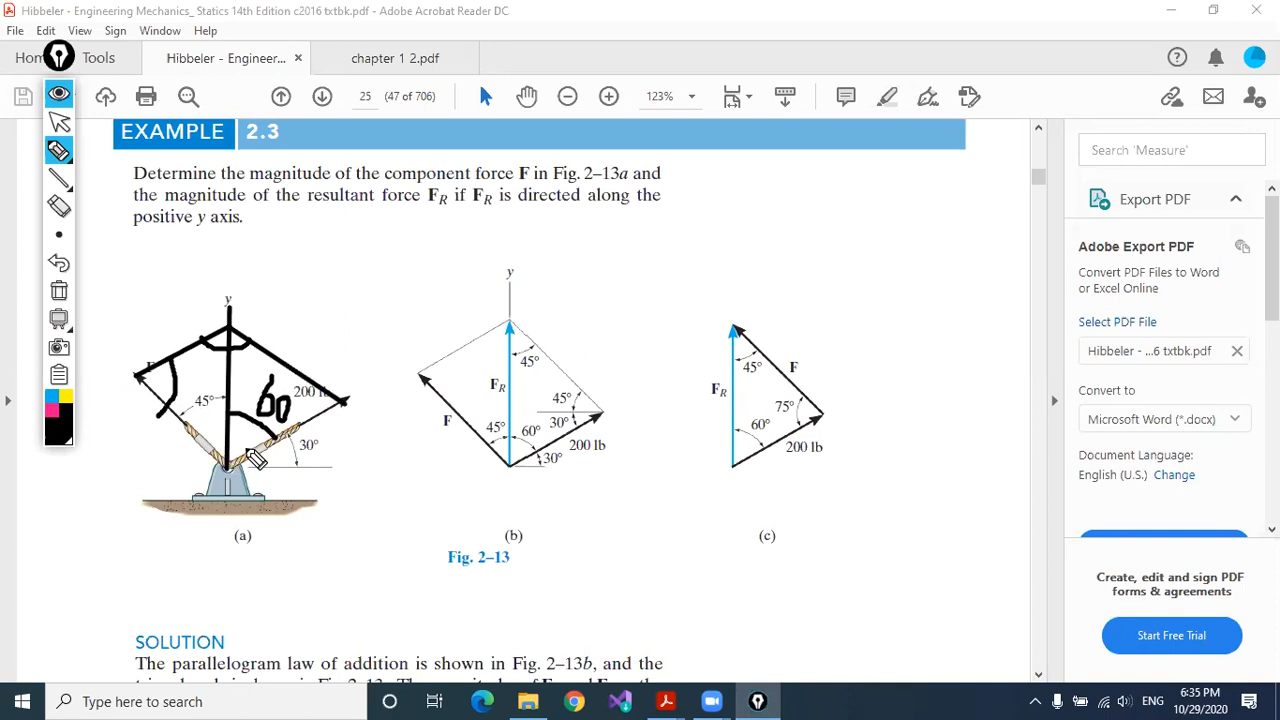 Hibbeler - Engineering Mechanics_ Statics 14th Edition c2016 txtbk.pdf - Adobe Acrobat Reader DC
File Edit View Sign Window Help
Tools
Hibbeler - Engineer...
chapter 1 2.pdf
25 (47 of 706)
123%
EXAMPLE 2.3
Determine the magnitude of the component force F in Fig. 2–13a and
the magnitude of the resultant force F_R if F_R is directed along the
positive y axis.
y
45°
200
60
30°
(a)
y
45°
F_R
45°
F
45°
60°
30°
200 lb
30°
(b)
45°
F
F_R
75°
60°
200 lb
(c)
Fig. 2–13
SOLUTION
The parallelogram law of addition is shown in Fig. 2–13b, and the
Search 'Measure'
Export PDF
Adobe Export PDF
Convert PDF Files to Word
or Excel Online
Select PDF File
Hibbeler - ...6 txtbk.pdf
Convert to
Microsoft Word (*.docx)
Document Language:
English (U.S.) Change
Create, edit and sign PDF
forms & agreements
Start Free Trial
Type here to search
ENG
6:35 PM
10/29/2020